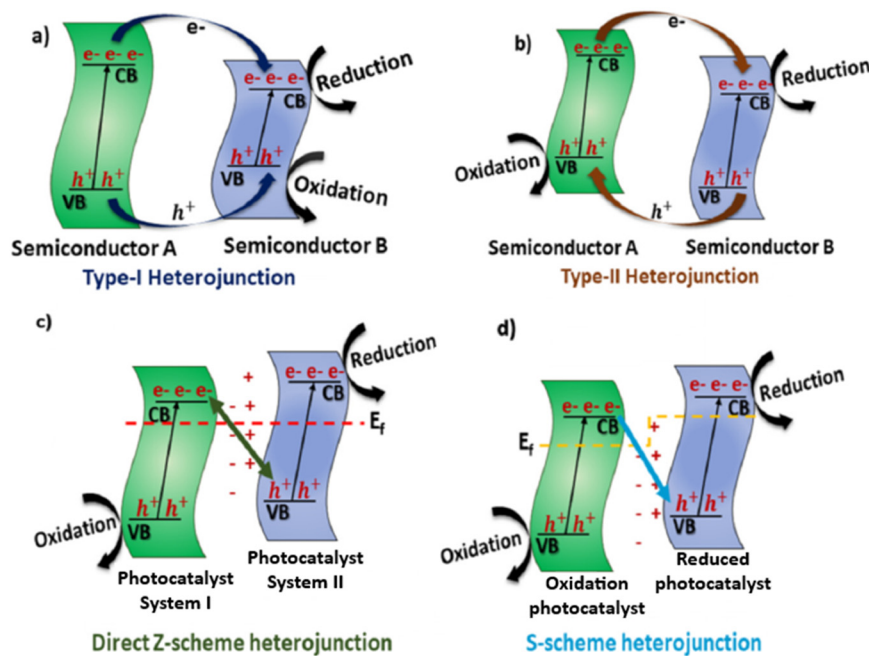 a)
e-
e- e- e-
CB
e- e- e-
CB
Reduction
h+ h+
VB
h+ h+
VB
Oxidation
h+
Semiconductor A
Semiconductor B
Type-I Heterojunction
b)
e-
e- e- e-
CB
e- e- e-
CB
Reduction
Oxidation
h+ h+
VB
h+ h+
VB
h+
Semiconductor A
Semiconductor B
Type-II Heterojunction
c)
Reduction
e- e- e-
CB
+
- +
- +
- +
-
e- e- e-
CB
Ef
h+ h+
VB
h+ h+
VB
Oxidation
Photocatalyst
System I
Photocatalyst
System II
Direct Z-scheme heterojunction
d)
Reduction
e- e- e-
CB
e- e- e-
CB
Ef
+
- +
- +
- +
-
h+ h+
VB
h+ h+
VB
Oxidation
Oxidation
photocatalyst
Reduced
photocatalyst
S-scheme heterojunction